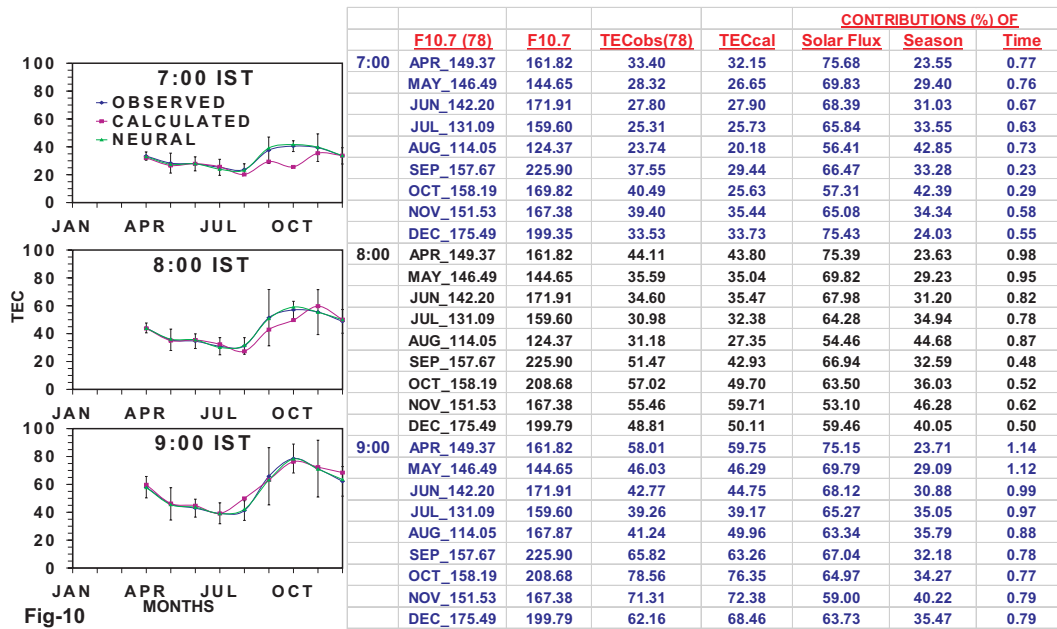 CONTRIBUTIONS (%) OF
F10.7 (78) F10.7 TECobs(78) TECcal Solar Flux Season Time
7:00 APR_149.37 161.82 33.40 32.15 75.68 23.55 0.77
MAY_146.49 144.65 28.32 26.65 69.83 29.40 0.76
JUN_142.20 171.91 27.80 27.90 68.39 31.03 0.67
JUL_131.09 159.60 25.31 25.73 65.84 33.55 0.63
AUG_114.05 124.37 23.74 20.18 56.41 42.85 0.73
SEP_157.67 225.90 37.55 29.44 66.47 33.28 0.23
OCT_158.19 169.82 40.49 25.63 57.31 42.39 0.29
NOV_151.53 167.38 39.40 35.44 65.08 34.34 0.58
DEC_175.49 199.35 33.53 33.73 75.43 24.03 0.55
8:00 APR_149.37 161.82 44.11 43.80 75.39 23.63 0.98
MAY_146.49 144.65 35.59 35.04 69.82 29.23 0.95
JUN_142.20 171.91 34.60 35.47 67.98 31.20 0.82
JUL_131.09 159.60 30.98 32.38 64.28 34.94 0.78
AUG_114.05 124.37 31.18 27.35 54.46 44.68 0.87
SEP_157.67 225.90 51.47 42.93 66.94 32.59 0.48
OCT_158.19 208.68 57.02 49.70 63.50 36.03 0.52
NOV_151.53 167.38 55.46 59.71 53.10 46.28 0.62
DEC_175.49 199.79 48.81 50.11 59.46 40.05 0.50
9:00 APR_149.37 161.82 58.01 59.75 75.15 23.71 1.14
MAY_146.49 144.65 46.03 46.29 69.79 29.09 1.12
JUN_142.20 171.91 42.77 44.75 68.12 30.88 0.99
JUL_131.09 159.60 39.26 39.17 65.27 35.05 0.97
AUG_114.05 167.87 41.24 49.96 63.34 35.79 0.88
SEP_157.67 225.90 65.82 63.26 67.04 32.18 0.78
OCT_158.19 208.68 78.56 76.35 64.97 34.27 0.77
NOV_151.53 167.38 71.31 72.38 59.00 40.22 0.79
DEC_175.49 199.79 62.16 68.46 63.73 35.47 0.79
7:00 IST
OBSERVED
CALCULATED
NEURAL
100
80
60
40
20
0
JAN APR JUL OCT
8:00 IST
100
80
60
40
20
0
JAN APR JUL OCT
TEC
9:00 IST
100
80
60
40
20
0
JAN APR JUL OCT
MONTHS
Fig-10